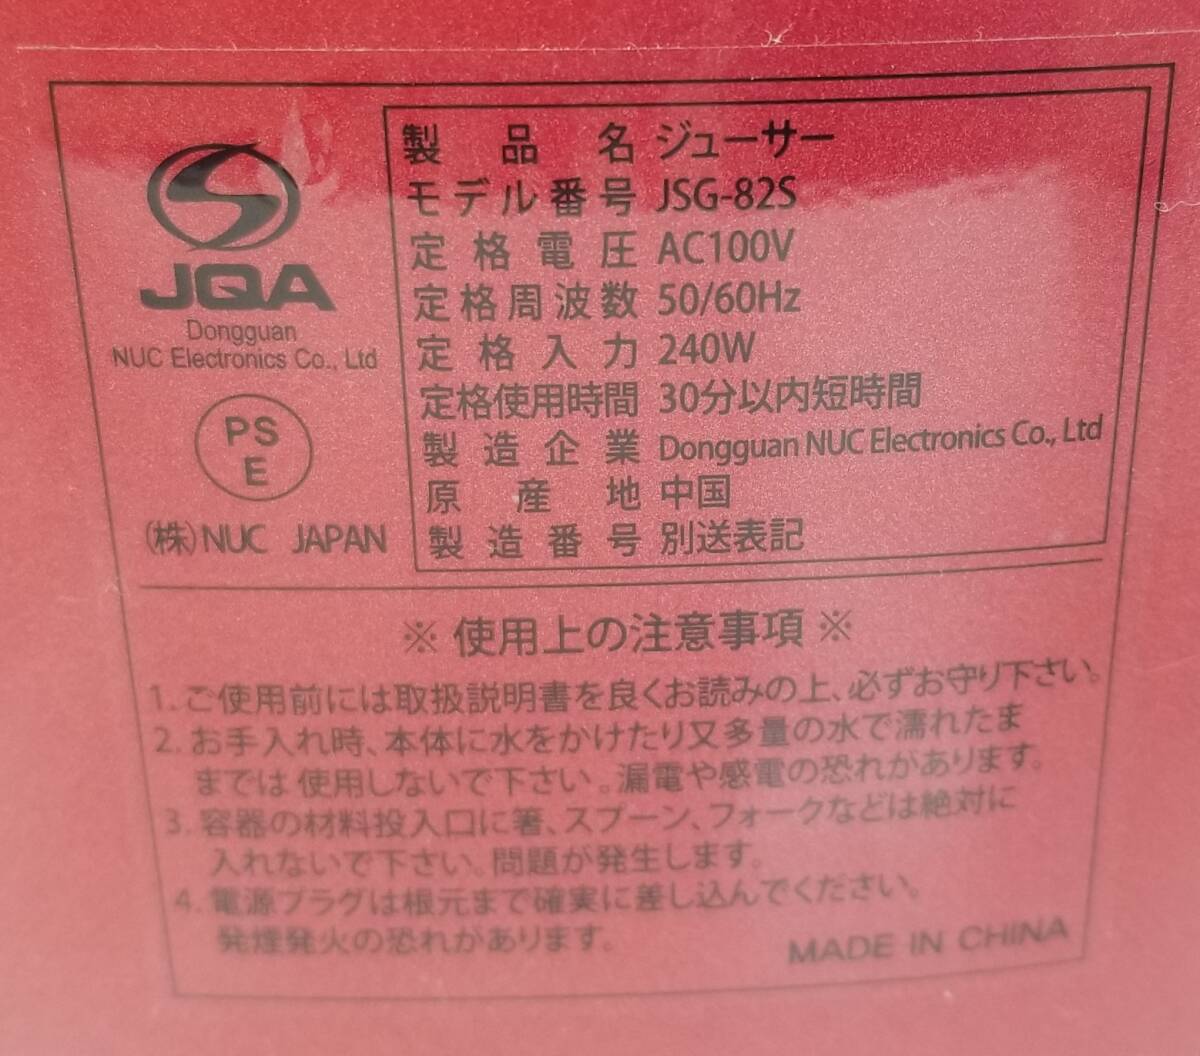 JQA
Dongguan
NUC Electronics Co., Ltd
PS
E
(株)NUC JAPAN
製品名 ジューサー
モデル番号 JSG-82S
定格電圧 AC100V
定格周波数 50/60Hz
定格入力 240W
定格使用時間 30分以内短時間
製造企業 Dongguan NUC Electronics Co., Ltd
原産地 中国
製造番号 別送表記
※ 使用上の注意事項 ※
1. ご使用前には取扱説明書を良くお読みの上、必ずお守り下さい。
2. お手入れ時、本体に水をかけたり又多量の水で濡れたま
までは 使用しないで下さい。漏電や感電の恐れがあります。
3. 容器の材料投入口に箸、スプーン、フォークなどは絶対に
入れないで下さい。問題が発生します。
4. 電源プラグは根元まで確実に差し込んでください。
発煙発火の恐れがあります。
MADE IN CHINA